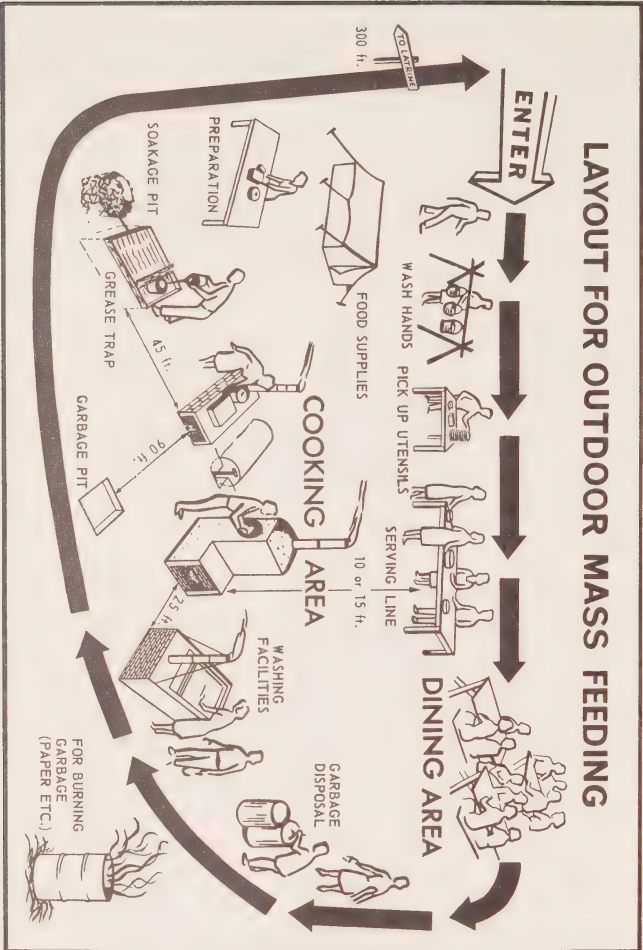 LAYOUT FOR OUTDOOR MASS FEEDING
ENTER
WASH HANDS
PICK UP UTENSILS
SERVING LINE
DINING AREA
TO LATRINE
300 ft.
FOOD SUPPLIES
PREPARATION
COOKING AREA
10 or 15 ft.
SOAKAGE PIT
GREASE TRAP
45 ft.
90 ft.
GARBAGE PIT
25 ft.
WASHING
FACILITIES
GARBAGE
DISPOSAL
FOR BURNING
GARBAGE
(PAPER ETC.)